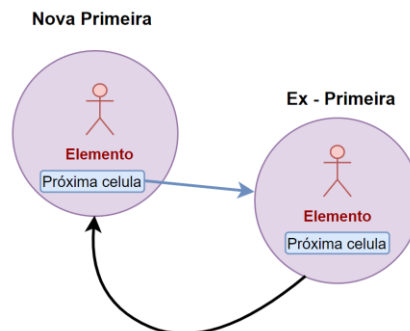 Nova Primeira
Elemento
Próxima celula
Ex - Primeira
Elemento
Próxima celula